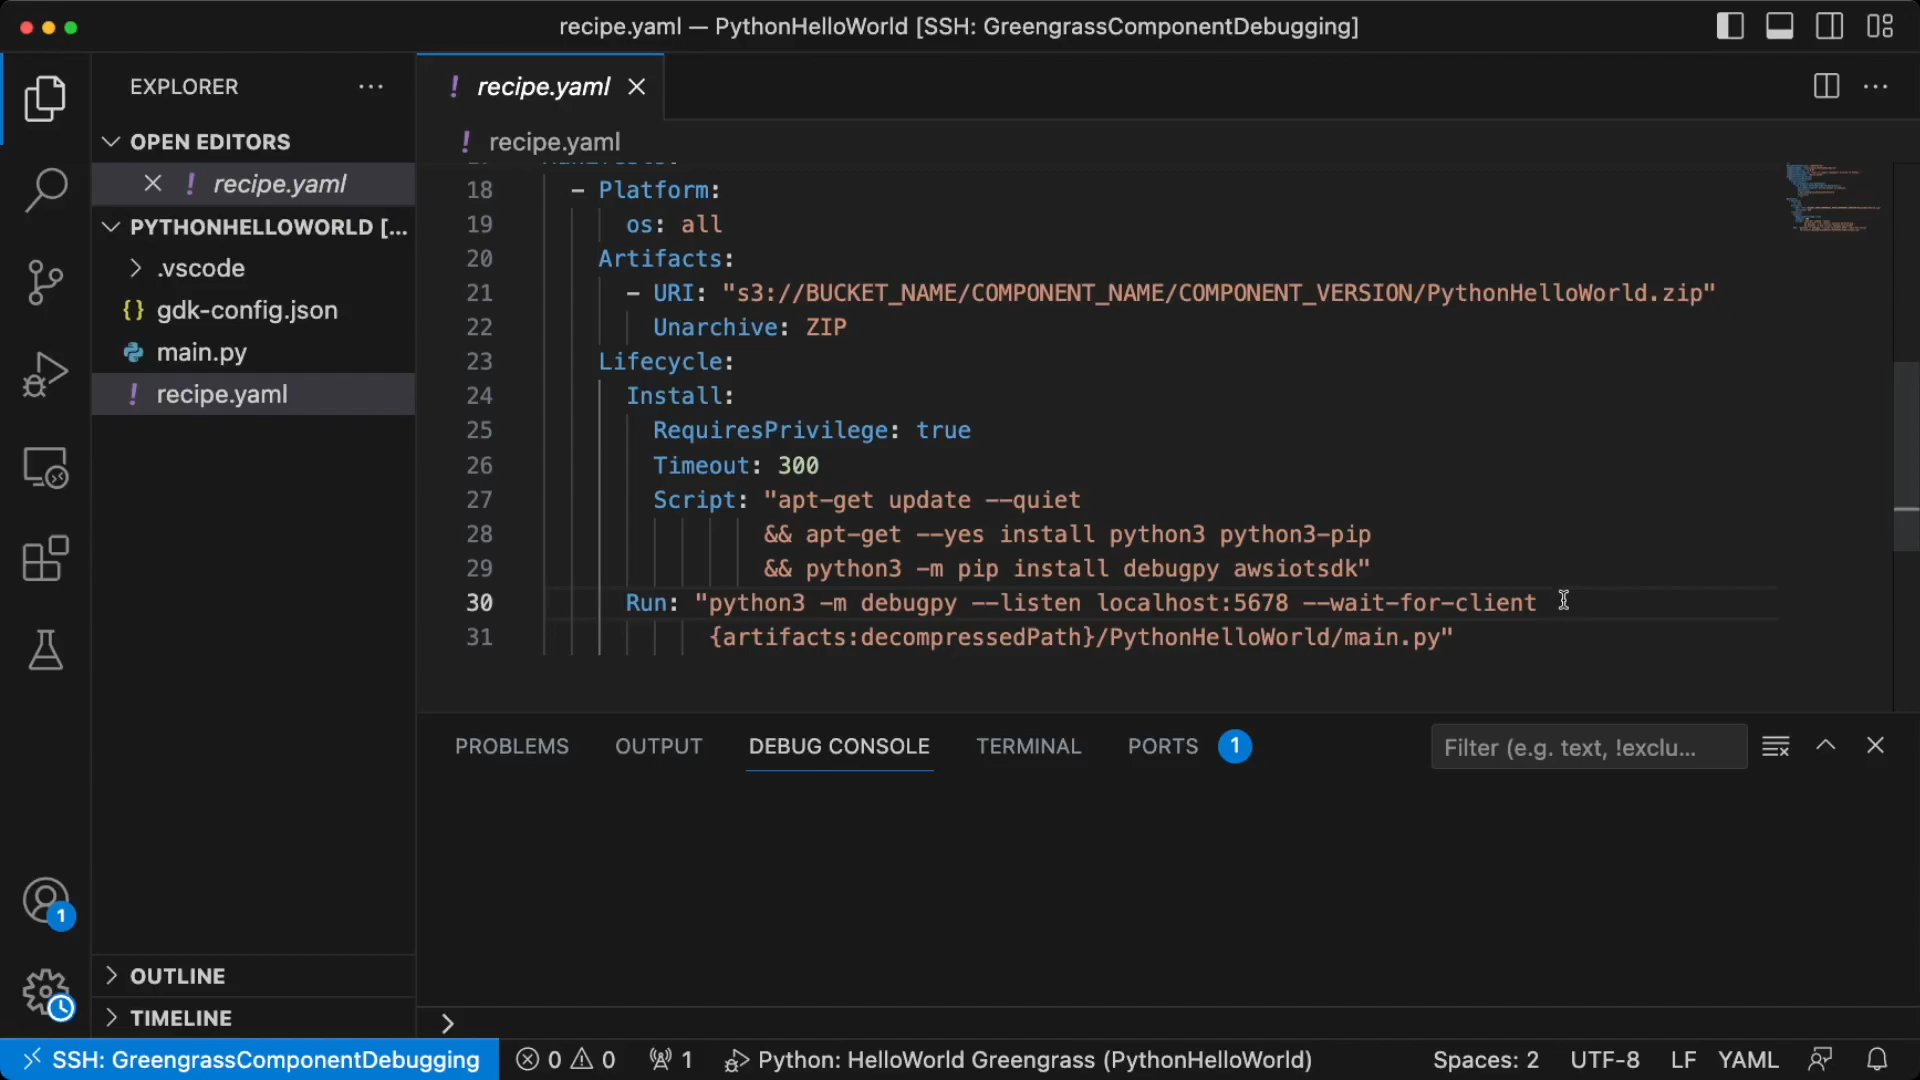 recipe.yaml — PythonHelloWorld [SSH: GreengrassComponentDebugging]
EXPLORER
OPEN EDITORS
recipe.yaml
PYTHONHELLOWORLD [...
.vscode
gdk-config.json
main.py
recipe.yaml
OUTLINE
TIMELINE
1
! recipe.yaml
! recipe.yaml
18 - Platform:
19 os: all
20 Artifacts:
21 - URI: "s3://BUCKET_NAME/COMPONENT_NAME/COMPONENT_VERSION/PythonHelloWorld.zip"
22 Unarchive: ZIP
23 Lifecycle:
24 Install:
25 RequiresPrivilege: true
26 Timeout: 300
27 Script: "apt-get update --quiet
28 && apt-get --yes install python3 python3-pip
29 && python3 -m pip install debugpy awsiotsdk"
30 Run: "python3 -m debugpy --listen localhost:5678 --wait-for-client
31 {artifacts:decompressedPath}/PythonHelloWorld/main.py"
PROBLEMS OUTPUT DEBUG CONSOLE TERMINAL PORTS 1 Filter (e.g. text, !exclu...
SSH: GreengrassComponentDebugging 0 0 1 Python: HelloWorld Greengrass (PythonHelloWorld) Spaces: 2 UTF-8 LF YAML